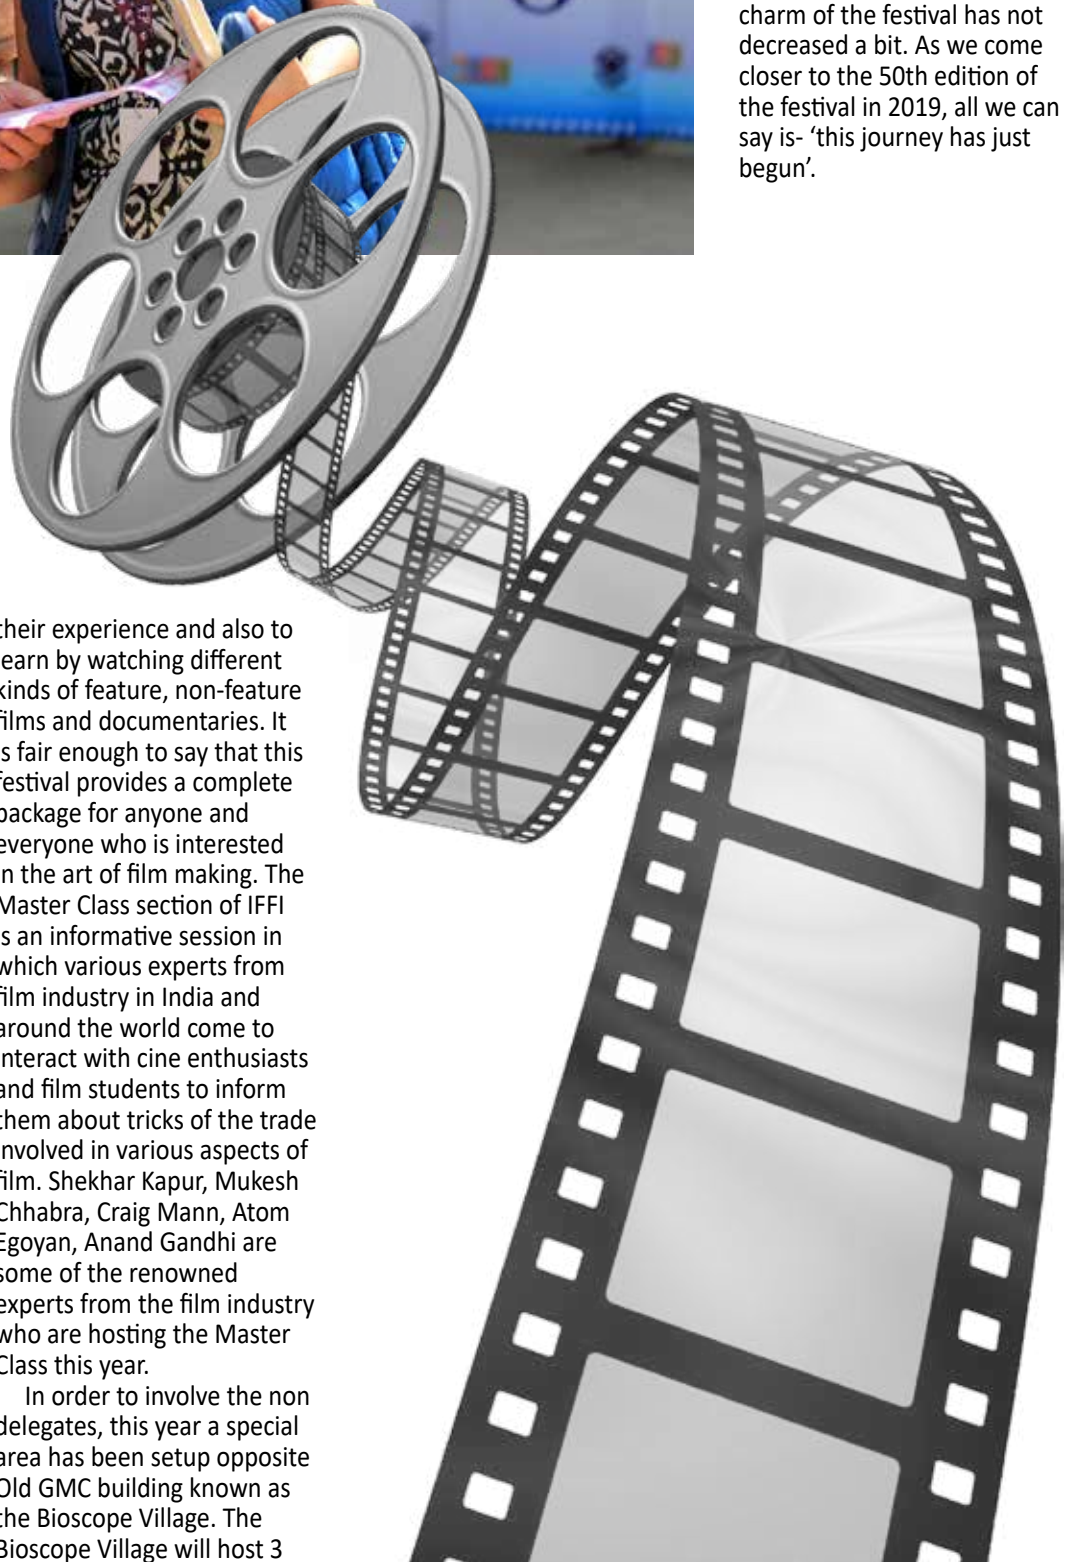 their experience and also to
earn by watching different
kinds of feature, non-feature
films and documentaries. It
s fair enough to say that this
festival provides a complete
package for anyone and
everyone who is interested
n the art of film making. The
Master Class section of IFFI
s an informative session in
which various experts from
film industry in India and
around the world come to
nteract with cine enthusiasts
and film students to inform
them about tricks of the trade
nvolved in various aspects of
film. Shekhar Kapur, Mukesh
Chhabra, Craig Mann, Atom
Egoyan, Anand Gandhi are
some of the renowned
experts from the film industry
who are hosting the Master
Class this year.
In order to involve the non
delegates, this year a special
area has been setup opposite
Old GMC building known as
the Bioscope Village. The
Bioscope Village will host 3
charm of the festival has not
decreased a bit. As we come
closer to the 50th edition of
the festival in 2019, all we can
say is- ‘this journey has just
begun’.